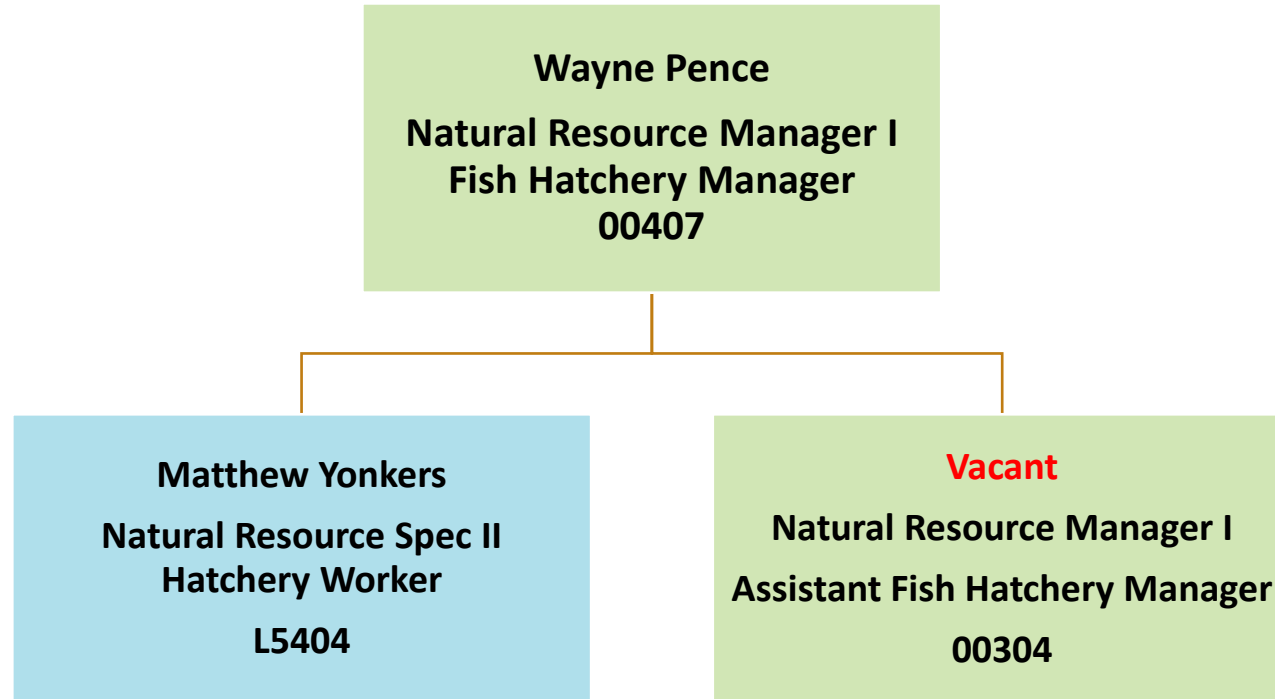 Wayne Pence
Natural Resource Manager I
Fish Hatchery Manager
00407
Matthew Yonkers
Natural Resource Spec II
Hatchery Worker
L5404
Vacant
Natural Resource Manager I
Assistant Fish Hatchery Manager
00304